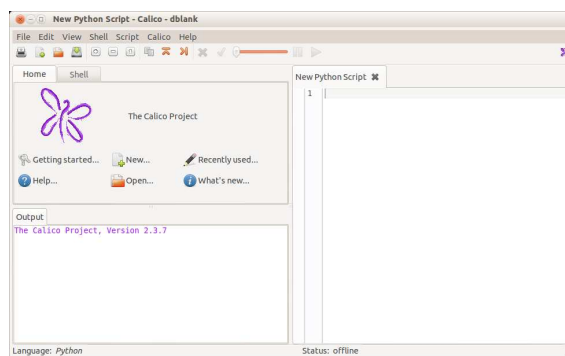 New Python Script - Calico - dblank
File Edit View Shell Script Calico Help
Home Shell
The Calico Project
Getting started... New... Recently used...
Help... Open... What's new...
Output
The Calico Project, Version 2.3.7
New Python Script
1
Language: Python
Status: offline